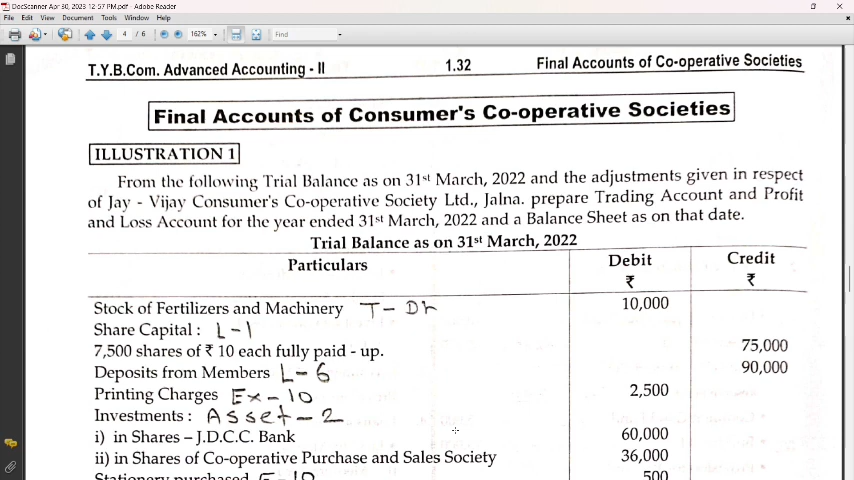 DocScanner Apr 30, 2023 12-57 PM.pdf - Adobe Reader
File Edit View Document Tools Window Help
4 / 6 162% Find
T.Y.B.Com. Advanced Accounting - II 1.32 Final Accounts of Co-operative Societies
Final Accounts of Consumer's Co-operative Societies
ILLUSTRATION 1
From the following Trial Balance as on 31st March, 2022 and the adjustments given in respect
of Jay - Vijay Consumer's Co-operative Society Ltd., Jalna. prepare Trading Account and Profit
and Loss Account for the year ended 31st March, 2022 and a Balance Sheet as on that date.
Trial Balance as on 31st March, 2022
Particulars Debit Credit
₹ ₹
Stock of Fertilizers and Machinery T - Dr 10,000
Share Capital : L-1
7,500 shares of ₹ 10 each fully paid - up. 75,000
Deposits from Members L-6 90,000
Printing Charges Ex-10 2,500
Investments : Asset-2
i) in Shares – J.D.C.C. Bank 60,000
ii) in Shares of Co-operative Purchase and Sales Society 36,000
Stationery purchased E-10 500